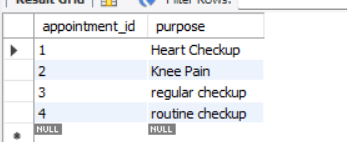 Result Grid Filter Rows:
appointment_id purpose
1 Heart Checkup
2 Knee Pain
3 regular checkup
4 routine checkup
NULL NULL